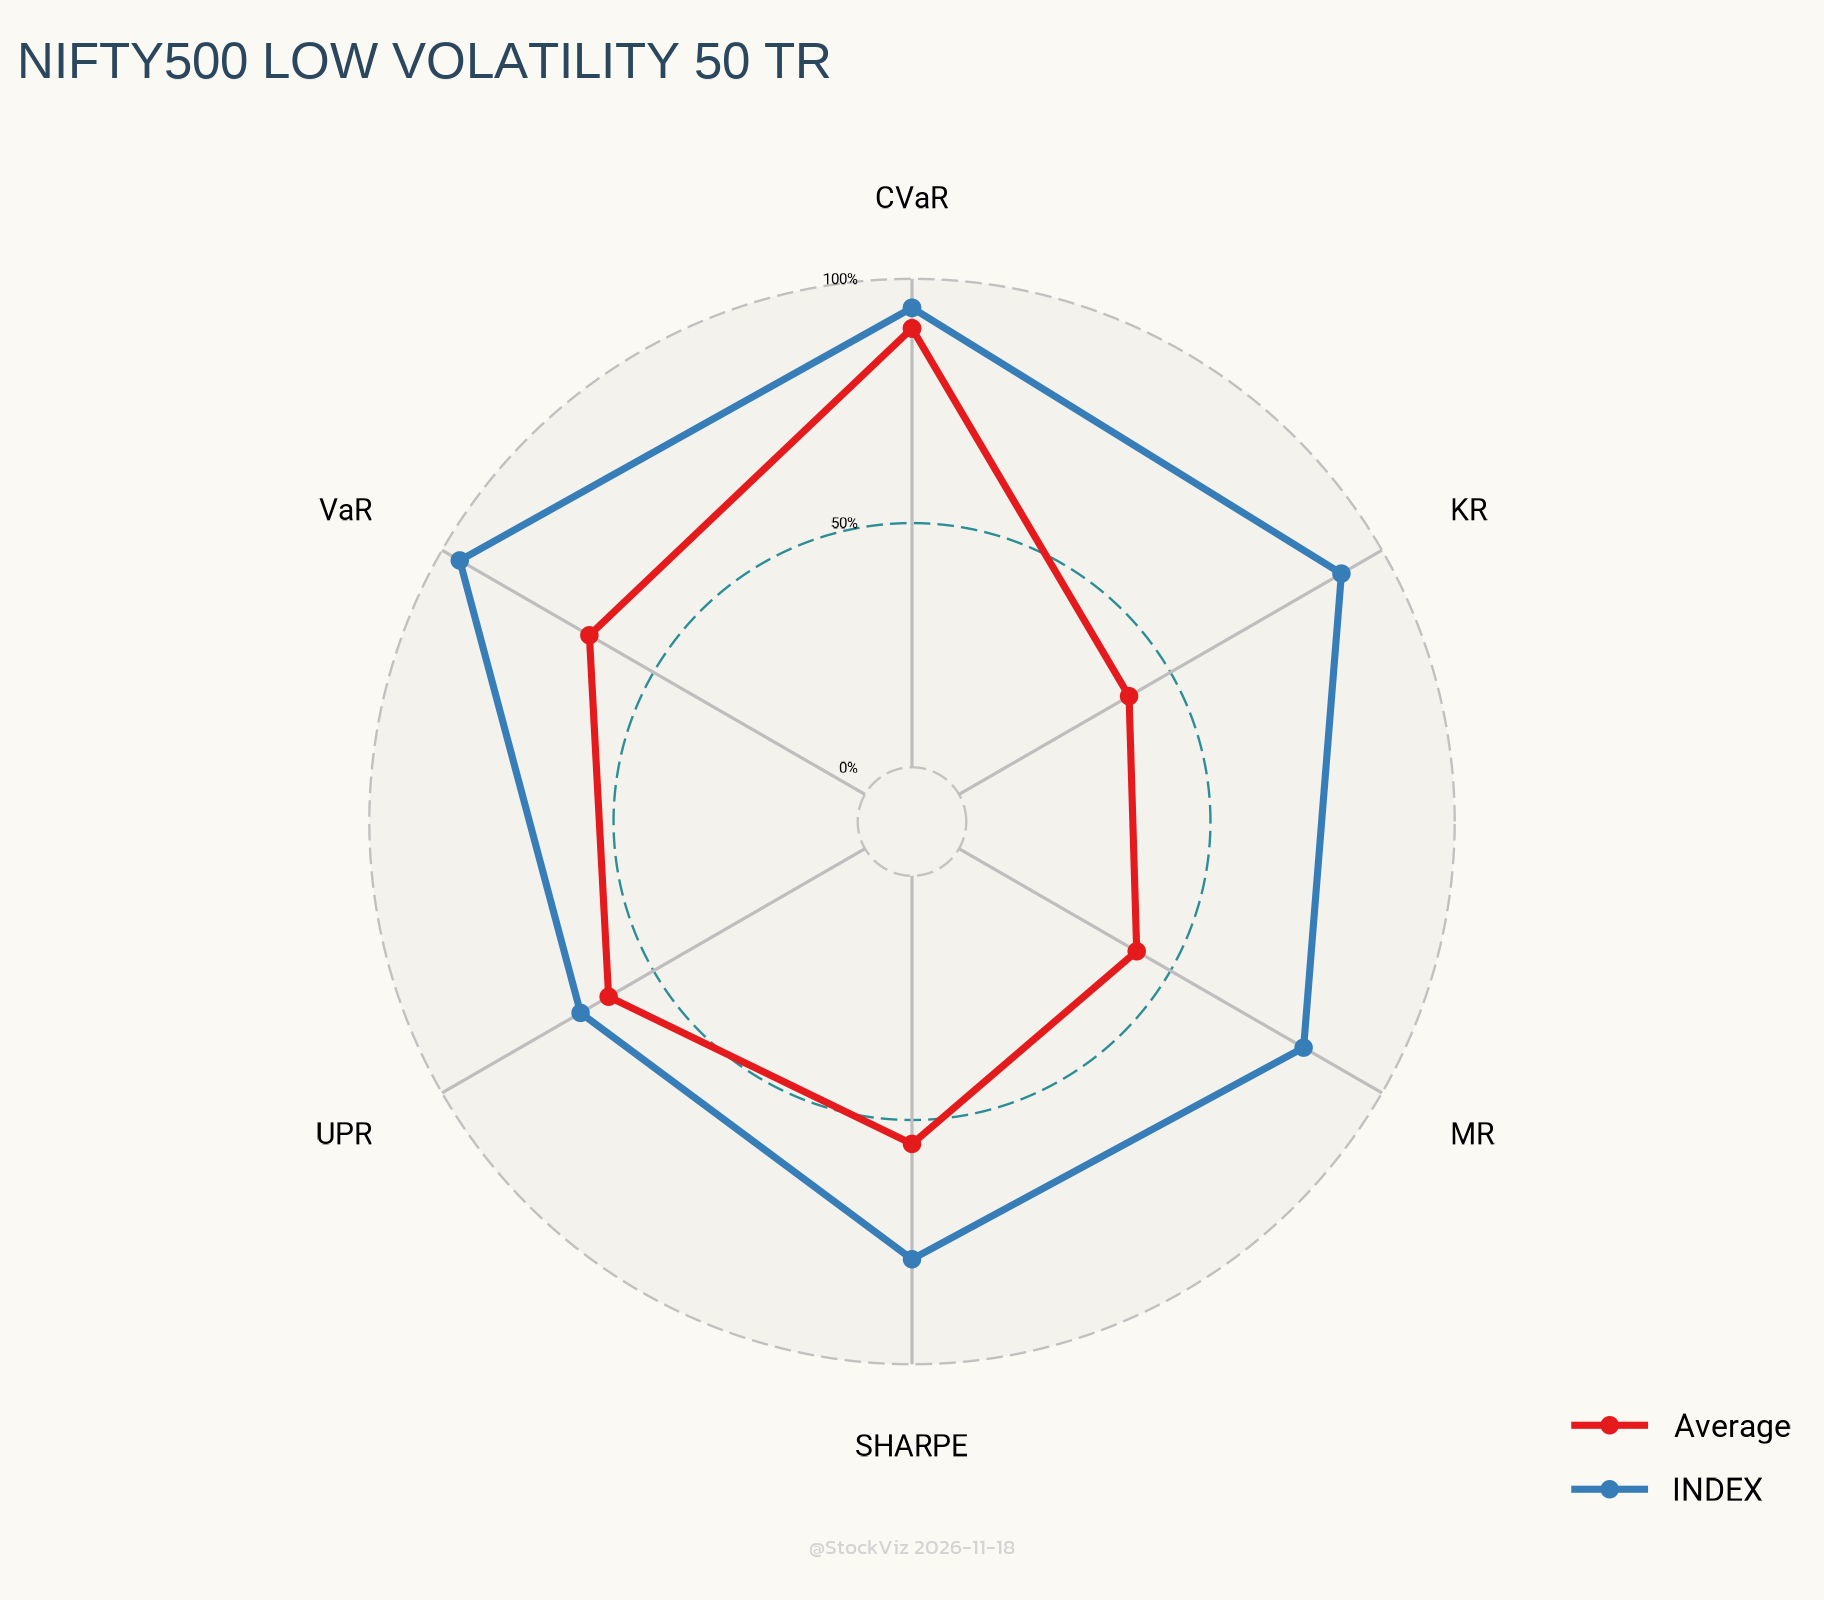 NIFTY500 LOW VOLATILITY 50 TR
CVaR
100%
VaR
KR
50%
0%
UPR
MR
SHARPE
Average
INDEX
@StockViz 2026-11-18